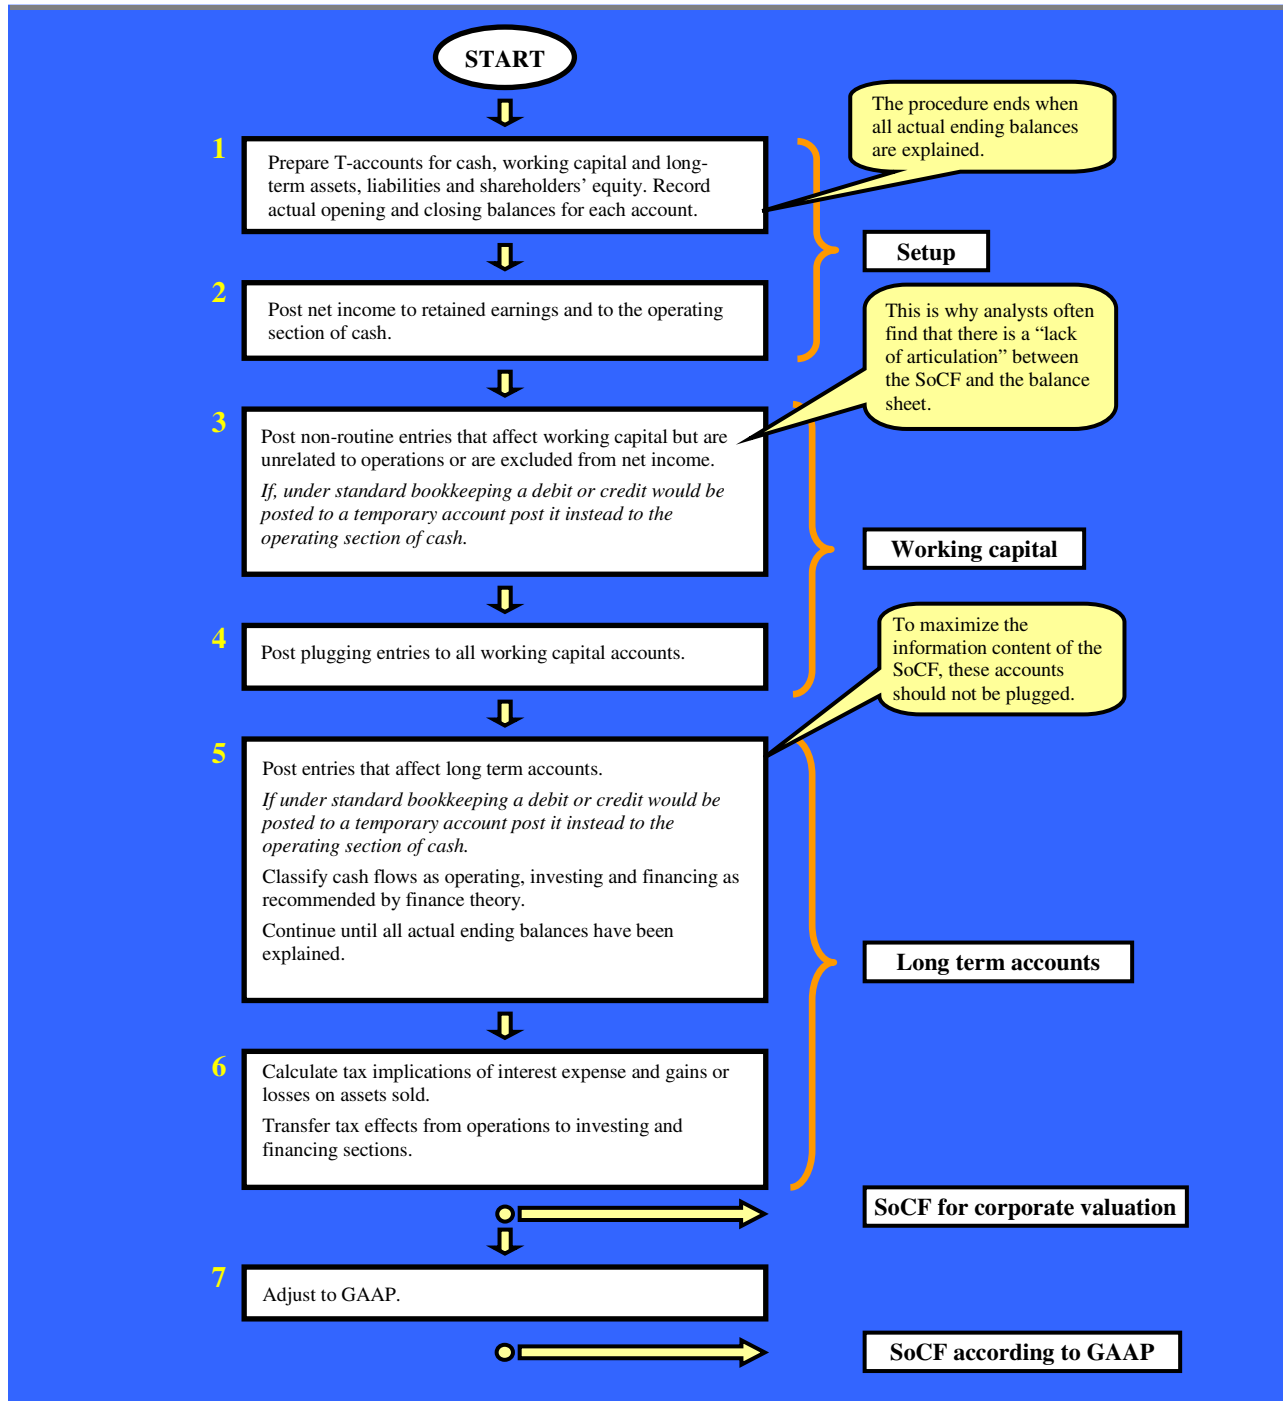 START
The procedure ends when
all actual ending balances
are explained.
1
Prepare T-accounts for cash, working capital and long-
term assets, liabilities and shareholders’ equity. Record
actual opening and closing balances for each account.
Setup
2
Post net income to retained earnings and to the operating
section of cash.
This is why analysts often
find that there is a “lack
of articulation” between
the SoCF and the balance
sheet.
3
Post non-routine entries that affect working capital but are
unrelated to operations or are excluded from net income.
If, under standard bookkeeping a debit or credit would be
posted to a temporary account post it instead to the
operating section of cash.
Working capital
4
Post plugging entries to all working capital accounts.
To maximize the
information content of the
SoCF, these accounts
should not be plugged.
5
Post entries that affect long term accounts.
If under standard bookkeeping a debit or credit would be
posted to a temporary account post it instead to the
operating section of cash.
Classify cash flows as operating, investing and financing as
recommended by finance theory.
Continue until all actual ending balances have been
explained.
Long term accounts
6
Calculate tax implications of interest expense and gains or
losses on assets sold.
Transfer tax effects from operations to investing and
financing sections.
SoCF for corporate valuation
7
Adjust to GAAP.
SoCF according to GAAP